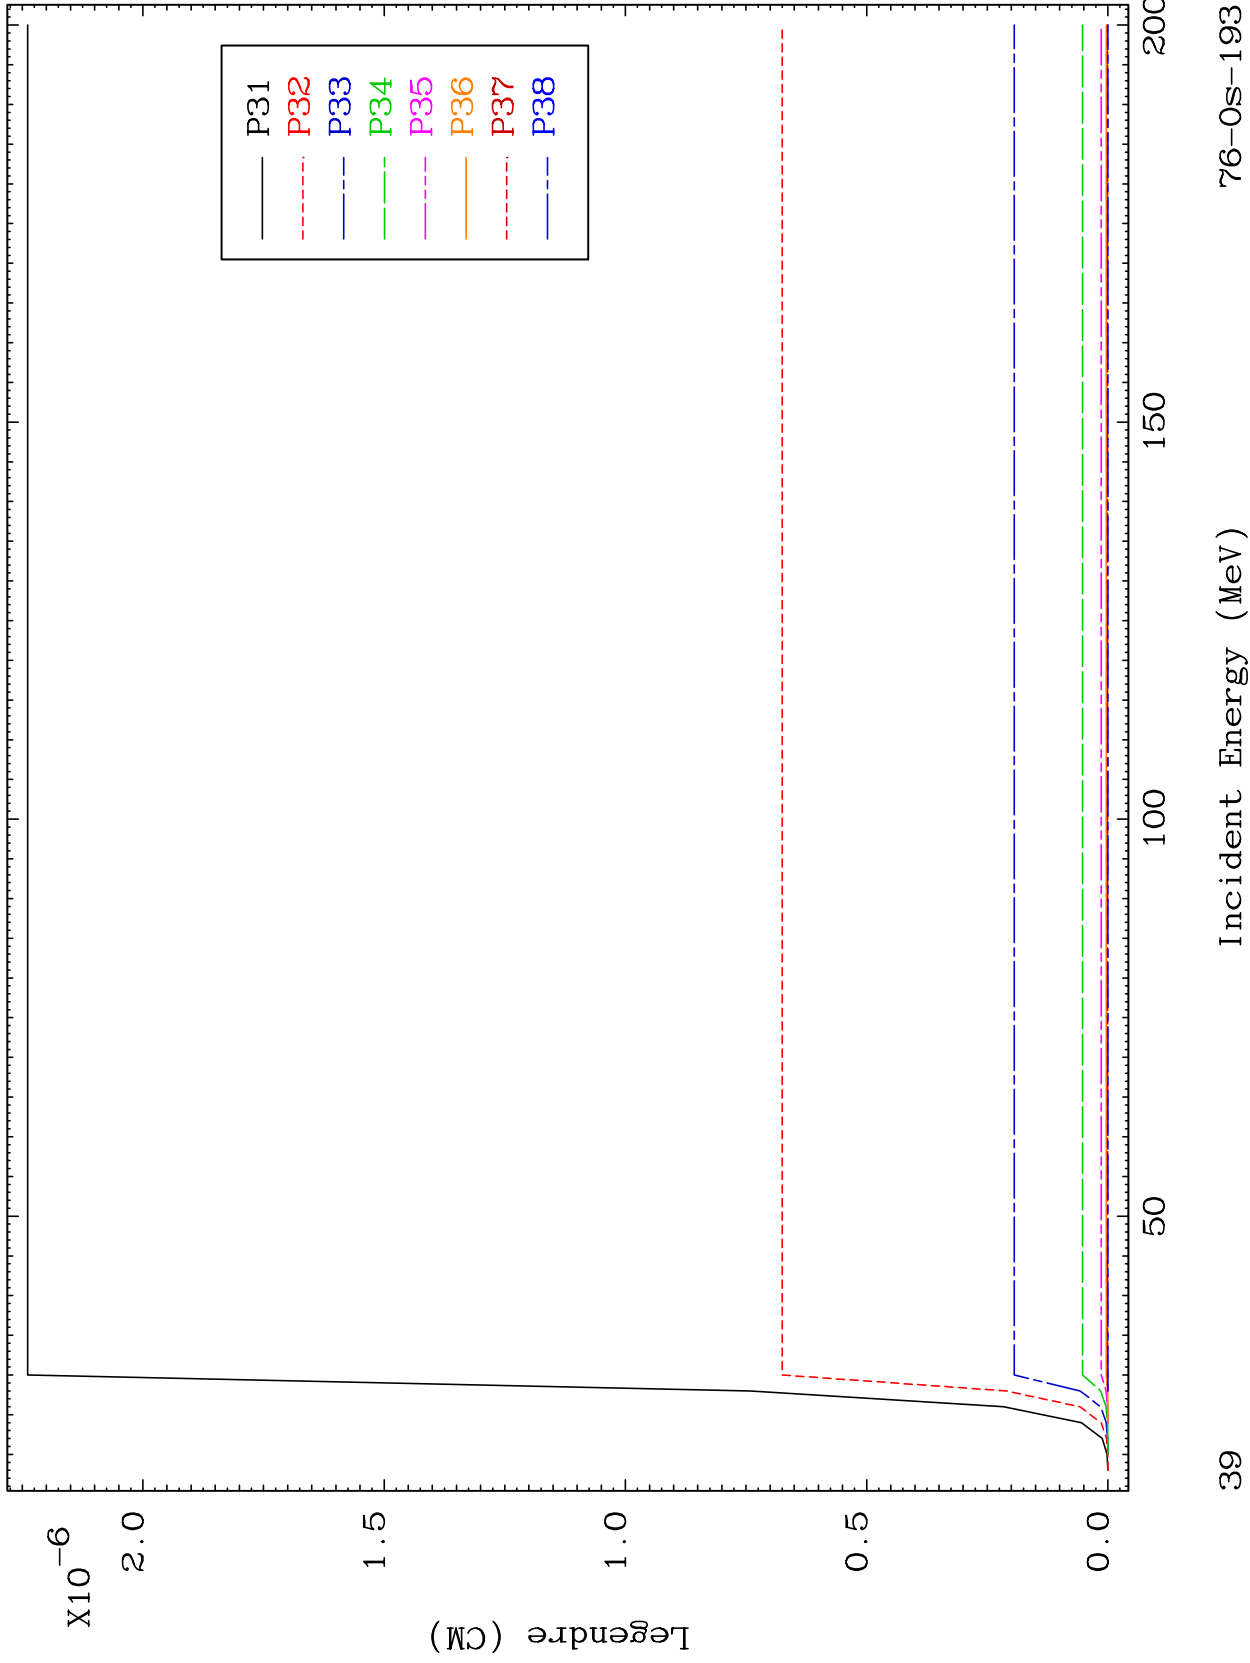 X10-6
2.0
1.5
1.0
0.5
0.0
Legendre (CM)
P31
P32
P33
P34
P35
P36
P37
P38
50
100
150
200
39
Incident Energy (MeV)
76-Os-193